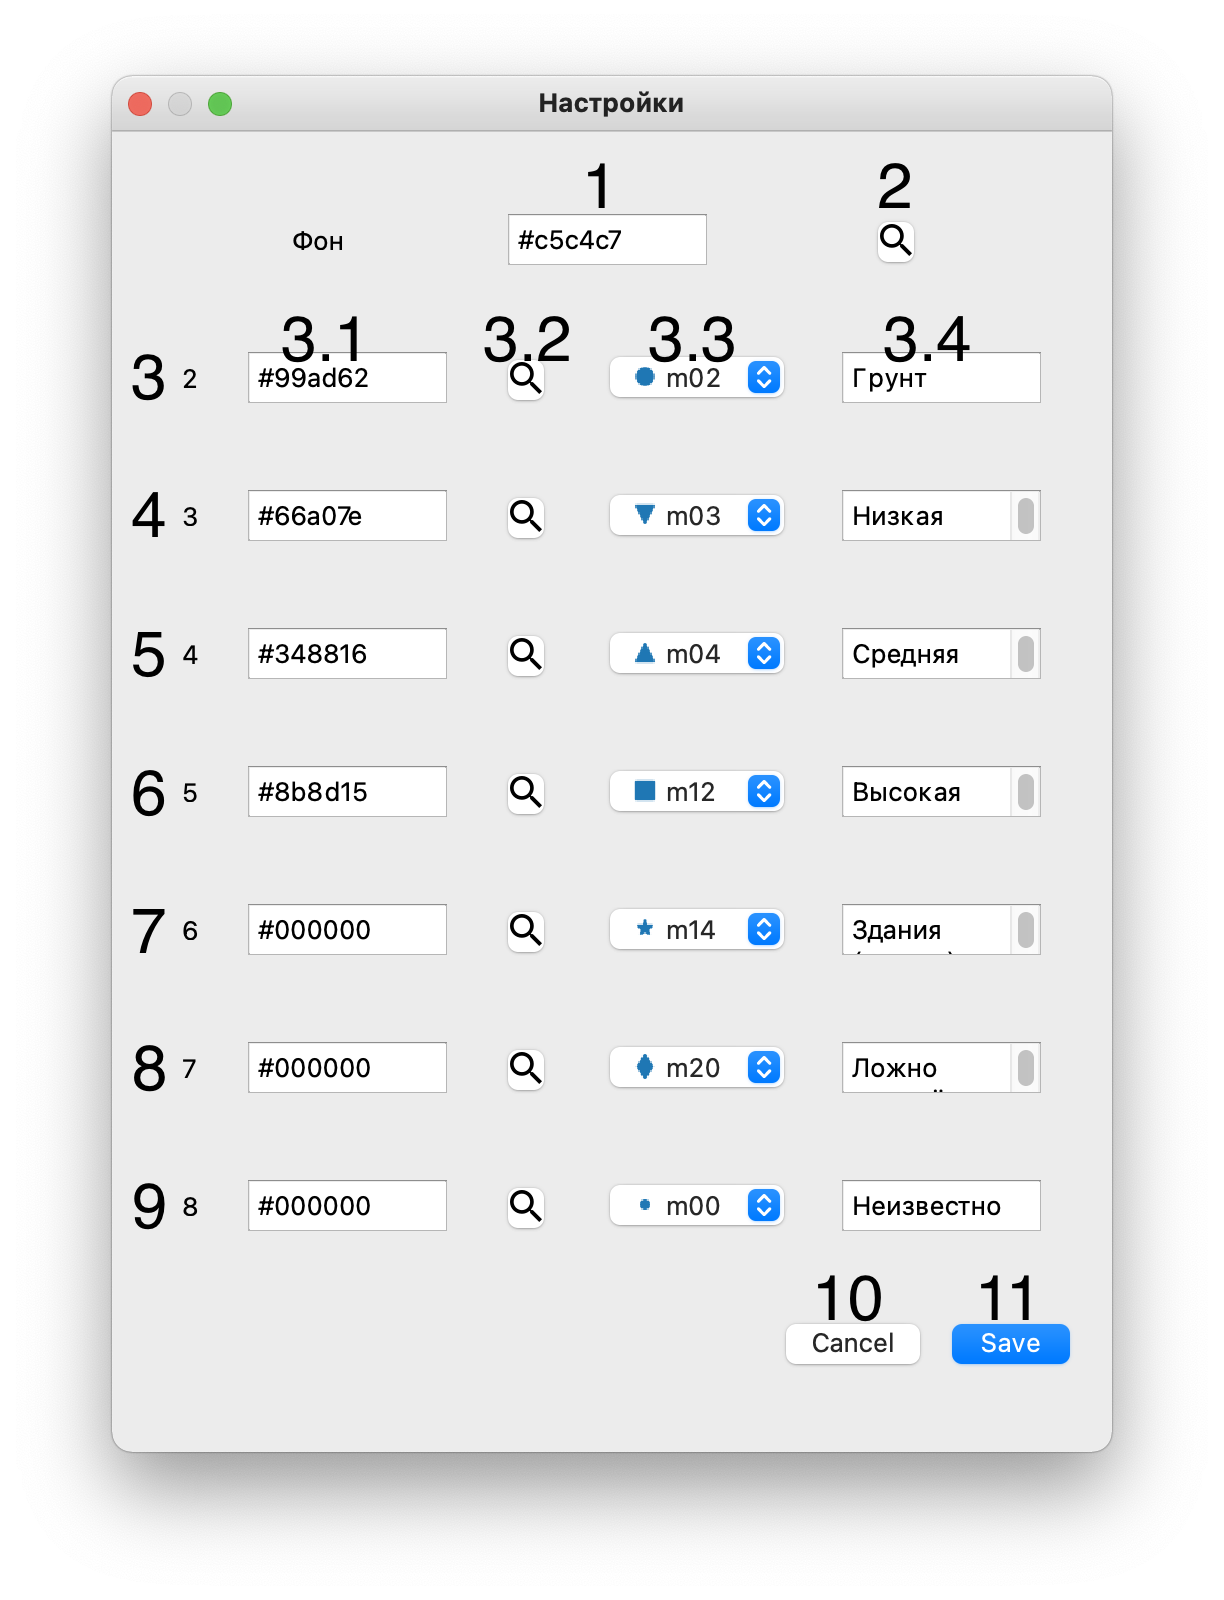 Настройки
1 2
Фон #c5c4c7
3.1 3.2 3.3 3.4
3 2 #99ad62 m02 Грунт
4 3 #66a07e m03 Низкая
5 4 #348816 m04 Средняя
6 5 #8b8d15 m12 Высокая
7 6 #000000 m14 Здания
8 7 #000000 m20 Ложно
9 8 #000000 m00 Неизвестно
10 11
Cancel Save